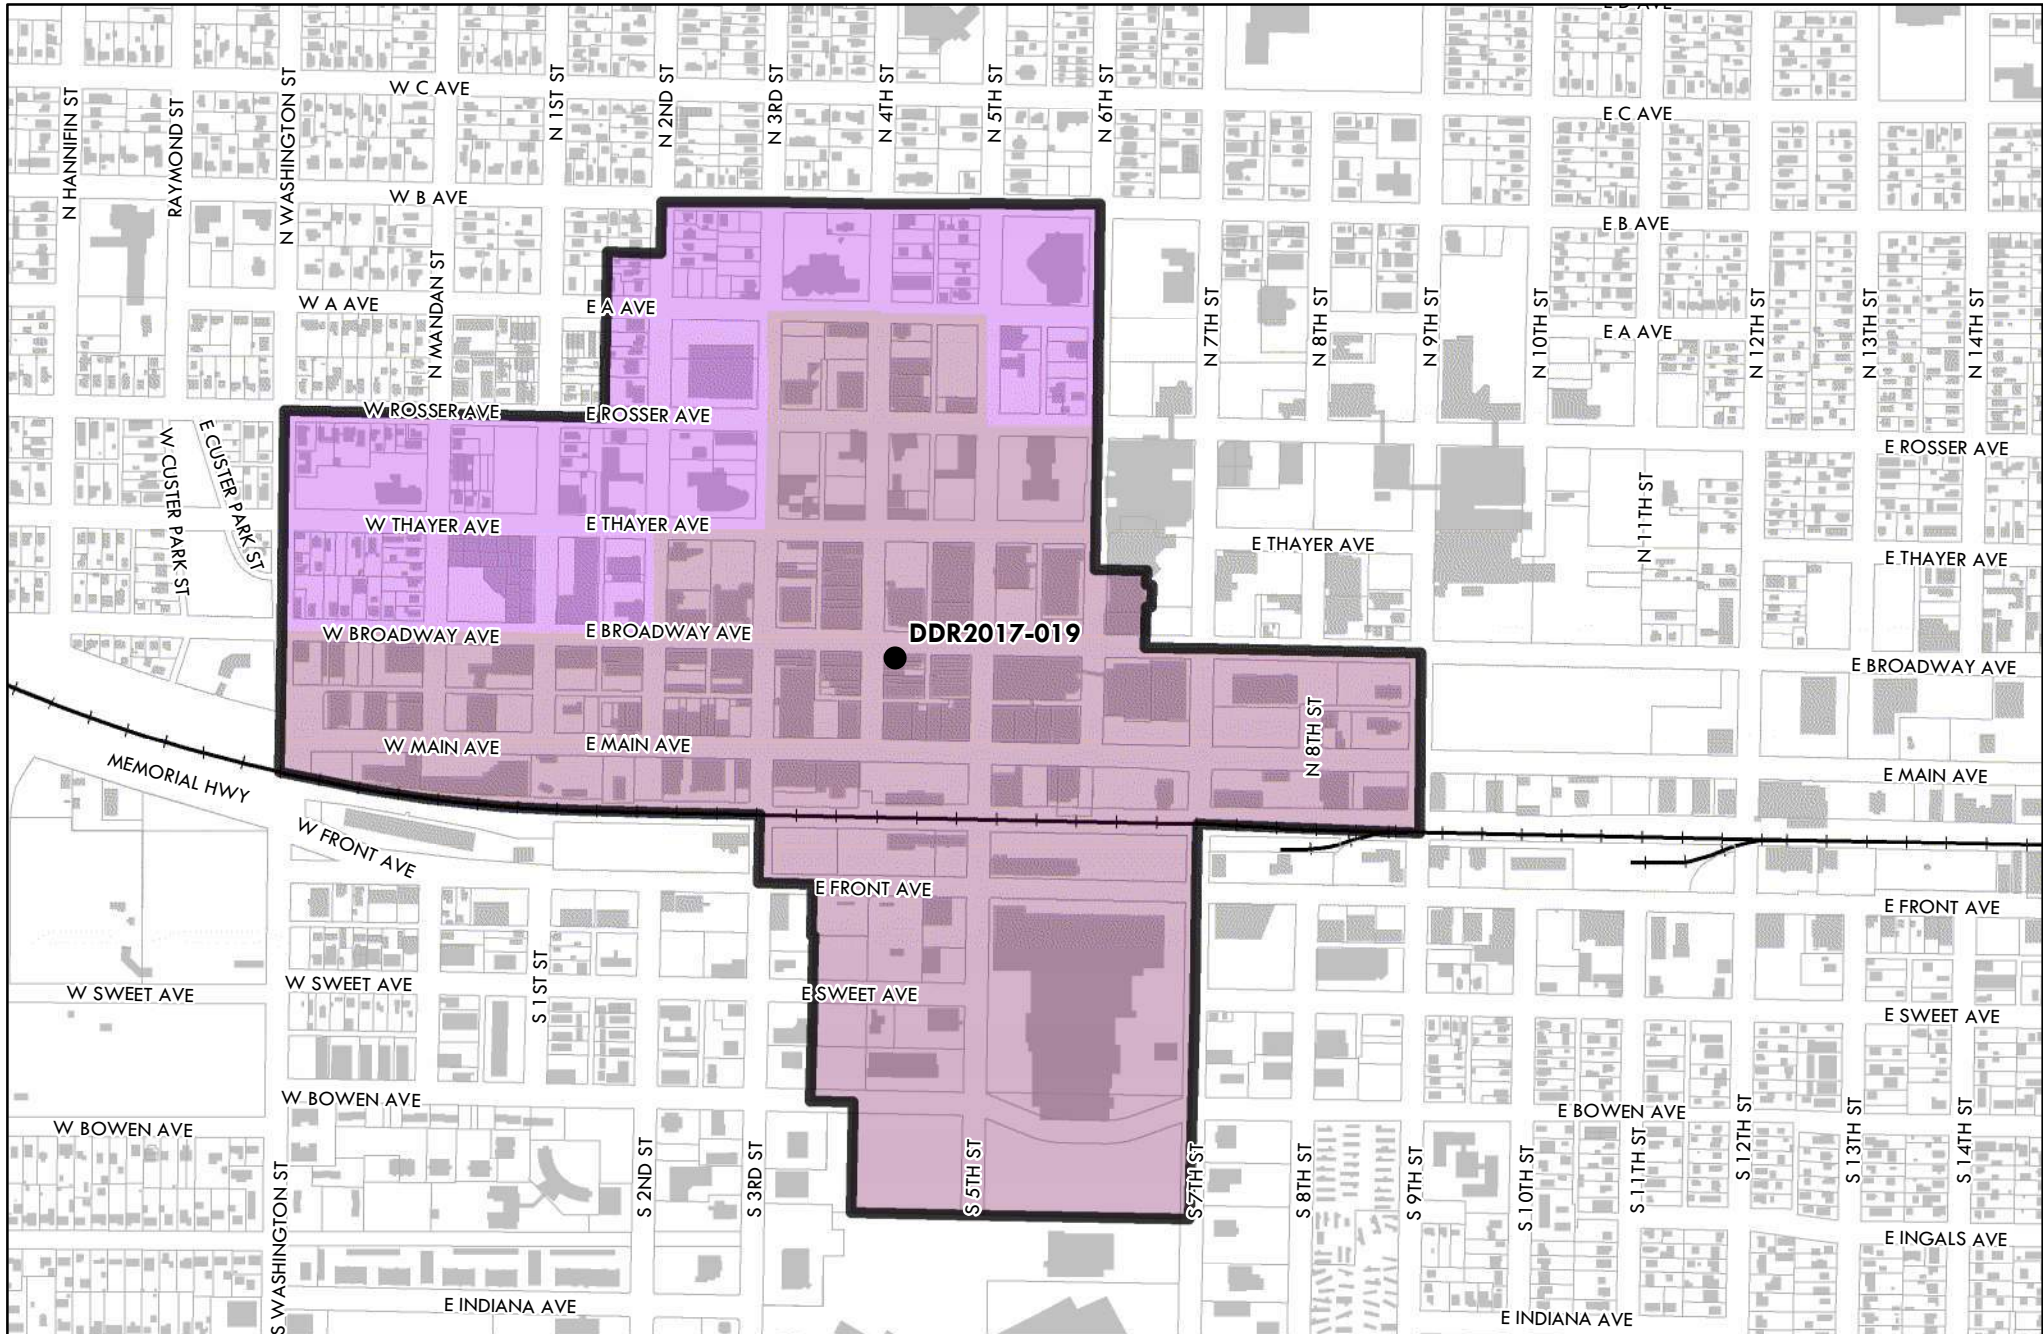 E D AVE
W C AVE
E C AVE
N HANNIFIN ST
RAYMOND ST
N WASHINGTON ST
N 1ST ST
N 2ND ST
N 3RD ST
N 4TH ST
N 5TH ST
N 6TH ST
W B AVE
E B AVE
N MANDAN ST
W A AVE
E A AVE
N 7TH ST
N 8TH ST
N 9TH ST
N 10TH ST
E A AVE
N 12TH ST
N 13TH ST
N 14TH ST
W ROSSER AVE
E ROSSER AVE
E ROSSER AVE
W CUSTER PARK ST
E CUSTER PARK ST
W THAYER AVE
E THAYER AVE
E THAYER AVE
N 11TH ST
E THAYER AVE
W BROADWAY AVE
E BROADWAY AVE
DDR2017-019
E BROADWAY AVE
W MAIN AVE
E MAIN AVE
N 8TH ST
E MAIN AVE
MEMORIAL HWY
W FRONT AVE
E FRONT AVE
E FRONT AVE
W SWEET AVE
W SWEET AVE
S 1ST ST
E SWEET AVE
E SWEET AVE
W BOWEN AVE
W BOWEN AVE
E BOWEN AVE
S WASHINGTON ST
S 2ND ST
S 3RD ST
S 5TH ST
S 7TH ST
S 8TH ST
S 9TH ST
S 10TH ST
S 11TH ST
S 12TH ST
S 13TH ST
S 14TH ST
E INGALS AVE
E INDIANA AVE
E INDIANA AVE